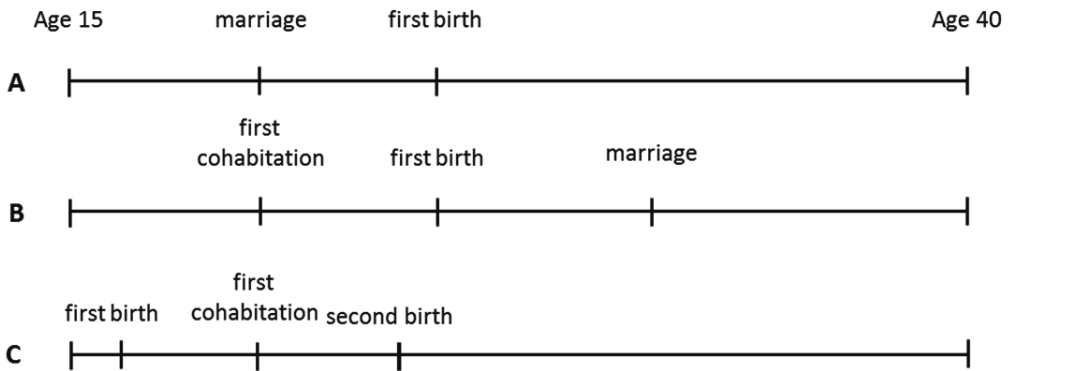 Age 15 marriage first birth Age 40
A
first
cohabitation first birth marriage
B
first
first birth cohabitation second birth
C